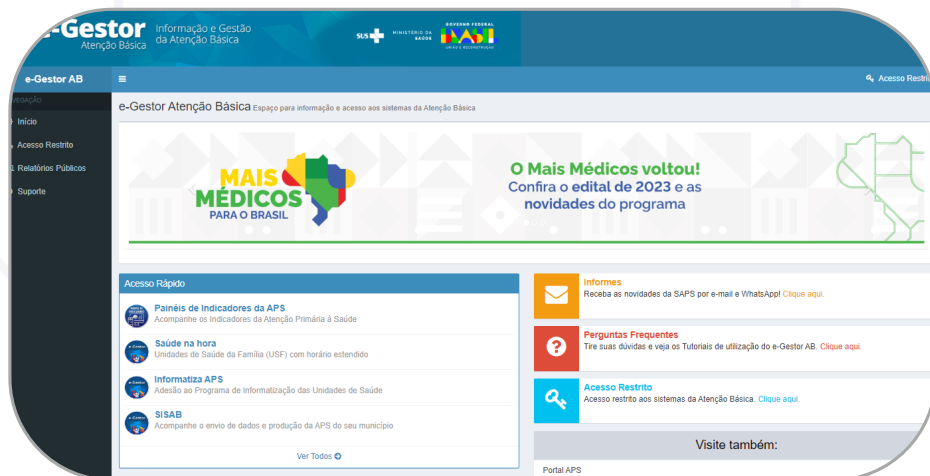 e-Gestor
Atenção Básica
Informação e Gestão
da Atenção Básica
SUS
MINISTÉRIO DA
SAÚDE
GOVERNO FEDERAL
BRASIL
UNIÃO E RECONSTRUÇÃO
e-Gestor AB
Acesso Restri
VEGAÇÃO
Início
Acesso Restrito
Relatórios Públicos
Suporte
e-Gestor Atenção Básica Espaço para informação e acesso aos sistemas da Atenção Básica
MAIS
MÉDICOS
PARA O BRASIL
O Mais Médicos voltou!
Confira o edital de 2023 e as
novidades do programa
Acesso Rápido
Painéis de Indicadores da APS
Acompanhe os Indicadores da Atenção Primária à Saúde
Saúde na hora
Unidades de Saúde da Família (USF) com horário estendido
Informatiza APS
Adesão ao Programa de Informatização das Unidades de Saúde
SISAB
Acompanhe o envio de dados e produção da APS do seu município
Ver Todos
Informes
Receba as novidades da SAPS por e-mail e WhatsApp! Clique aqui.
Perguntas Frequentes
Tire suas dúvidas e veja os Tutoriais de utilização do e-Gestor AB. Clique aqui.
Acesso Restrito
Acesso restrito aos sistemas da Atenção Básica. Clique aqui.
Visite também:
Portal APS